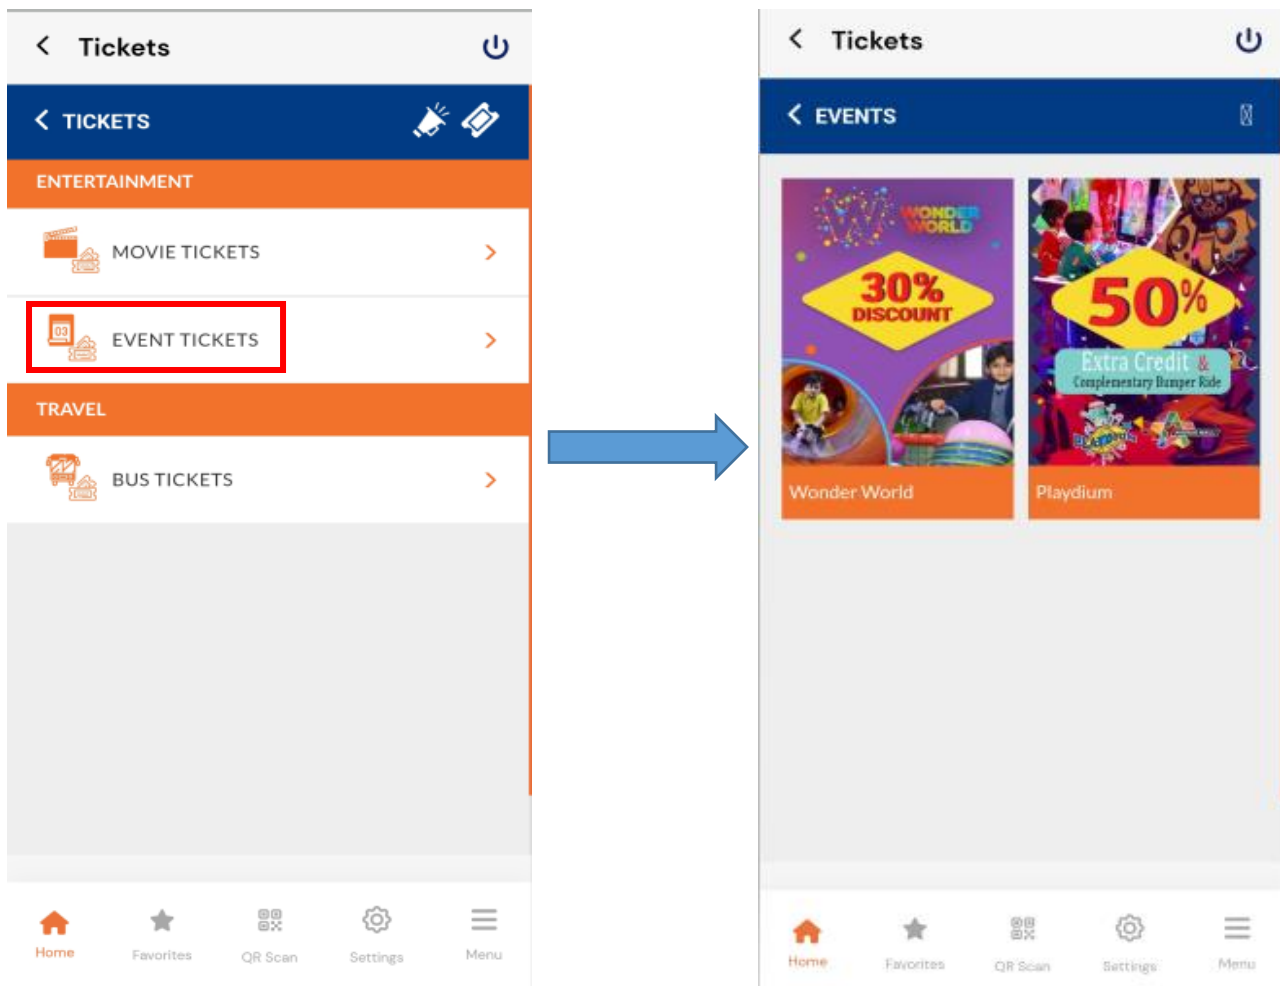 Tickets
TICKETS
ENTERTAINMENT
MOVIE TICKETS
03
EVENT TICKETS
TRAVEL
BUS TICKETS
Home
Favorites
QR Scan
Settings
Menu
Tickets
EVENTS
WONDER
WORLD
30%
DISCOUNT
Wonder World
50%
Extra Credit &
Complementary Bumper Ride
Playdium
Home
Favorites
QR Scan
Settings
Menu